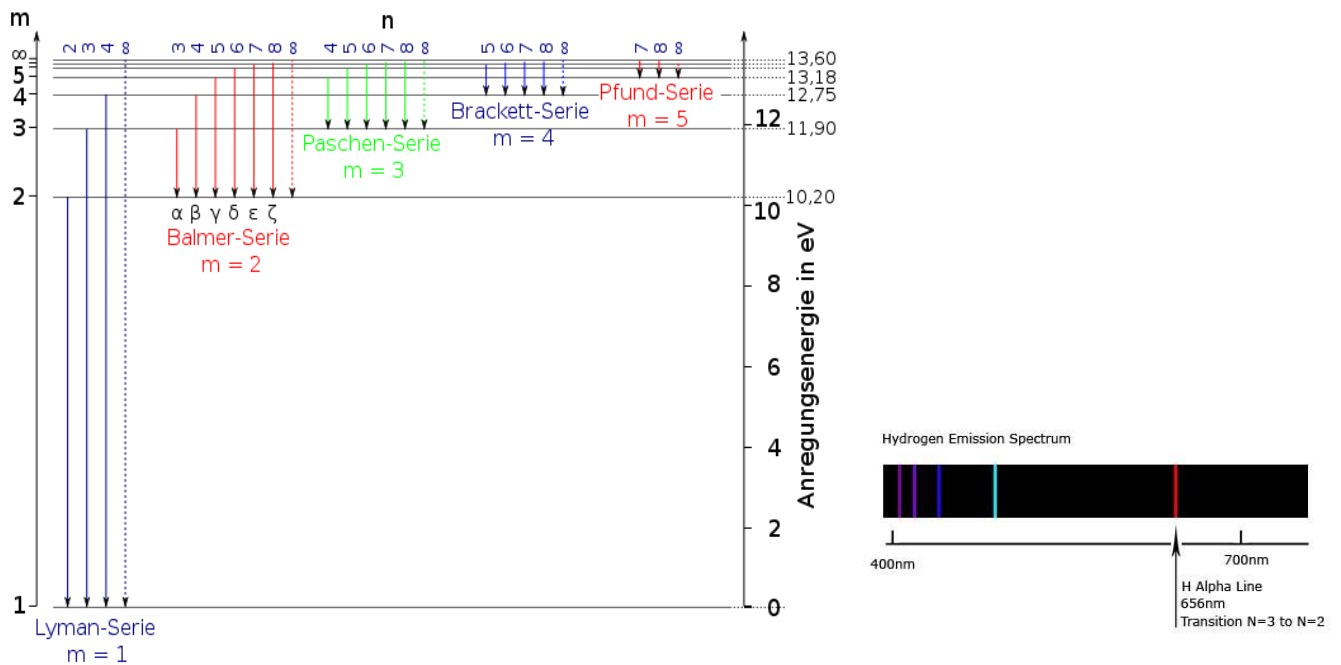 m
n
2 3 4 ∞
3 4 5 6 7 8 ∞
4 5 6 7 8 ∞
5 6 7 8 ∞
7 8 ∞
∞
5
4
3
2
1
13,60
13,18
12,75
11,90
10,20
12
10
8
6
4
2
0
Anregungsenergie in eV
Pfund-Serie
m = 5
Brackett-Serie
m = 4
Paschen-Serie
m = 3
α β γ δ ε ζ
Balmer-Serie
m = 2
Lyman-Serie
m = 1
Hydrogen Emission Spectrum
400nm
700nm
H Alpha Line
656nm
Transition N=3 to N=2